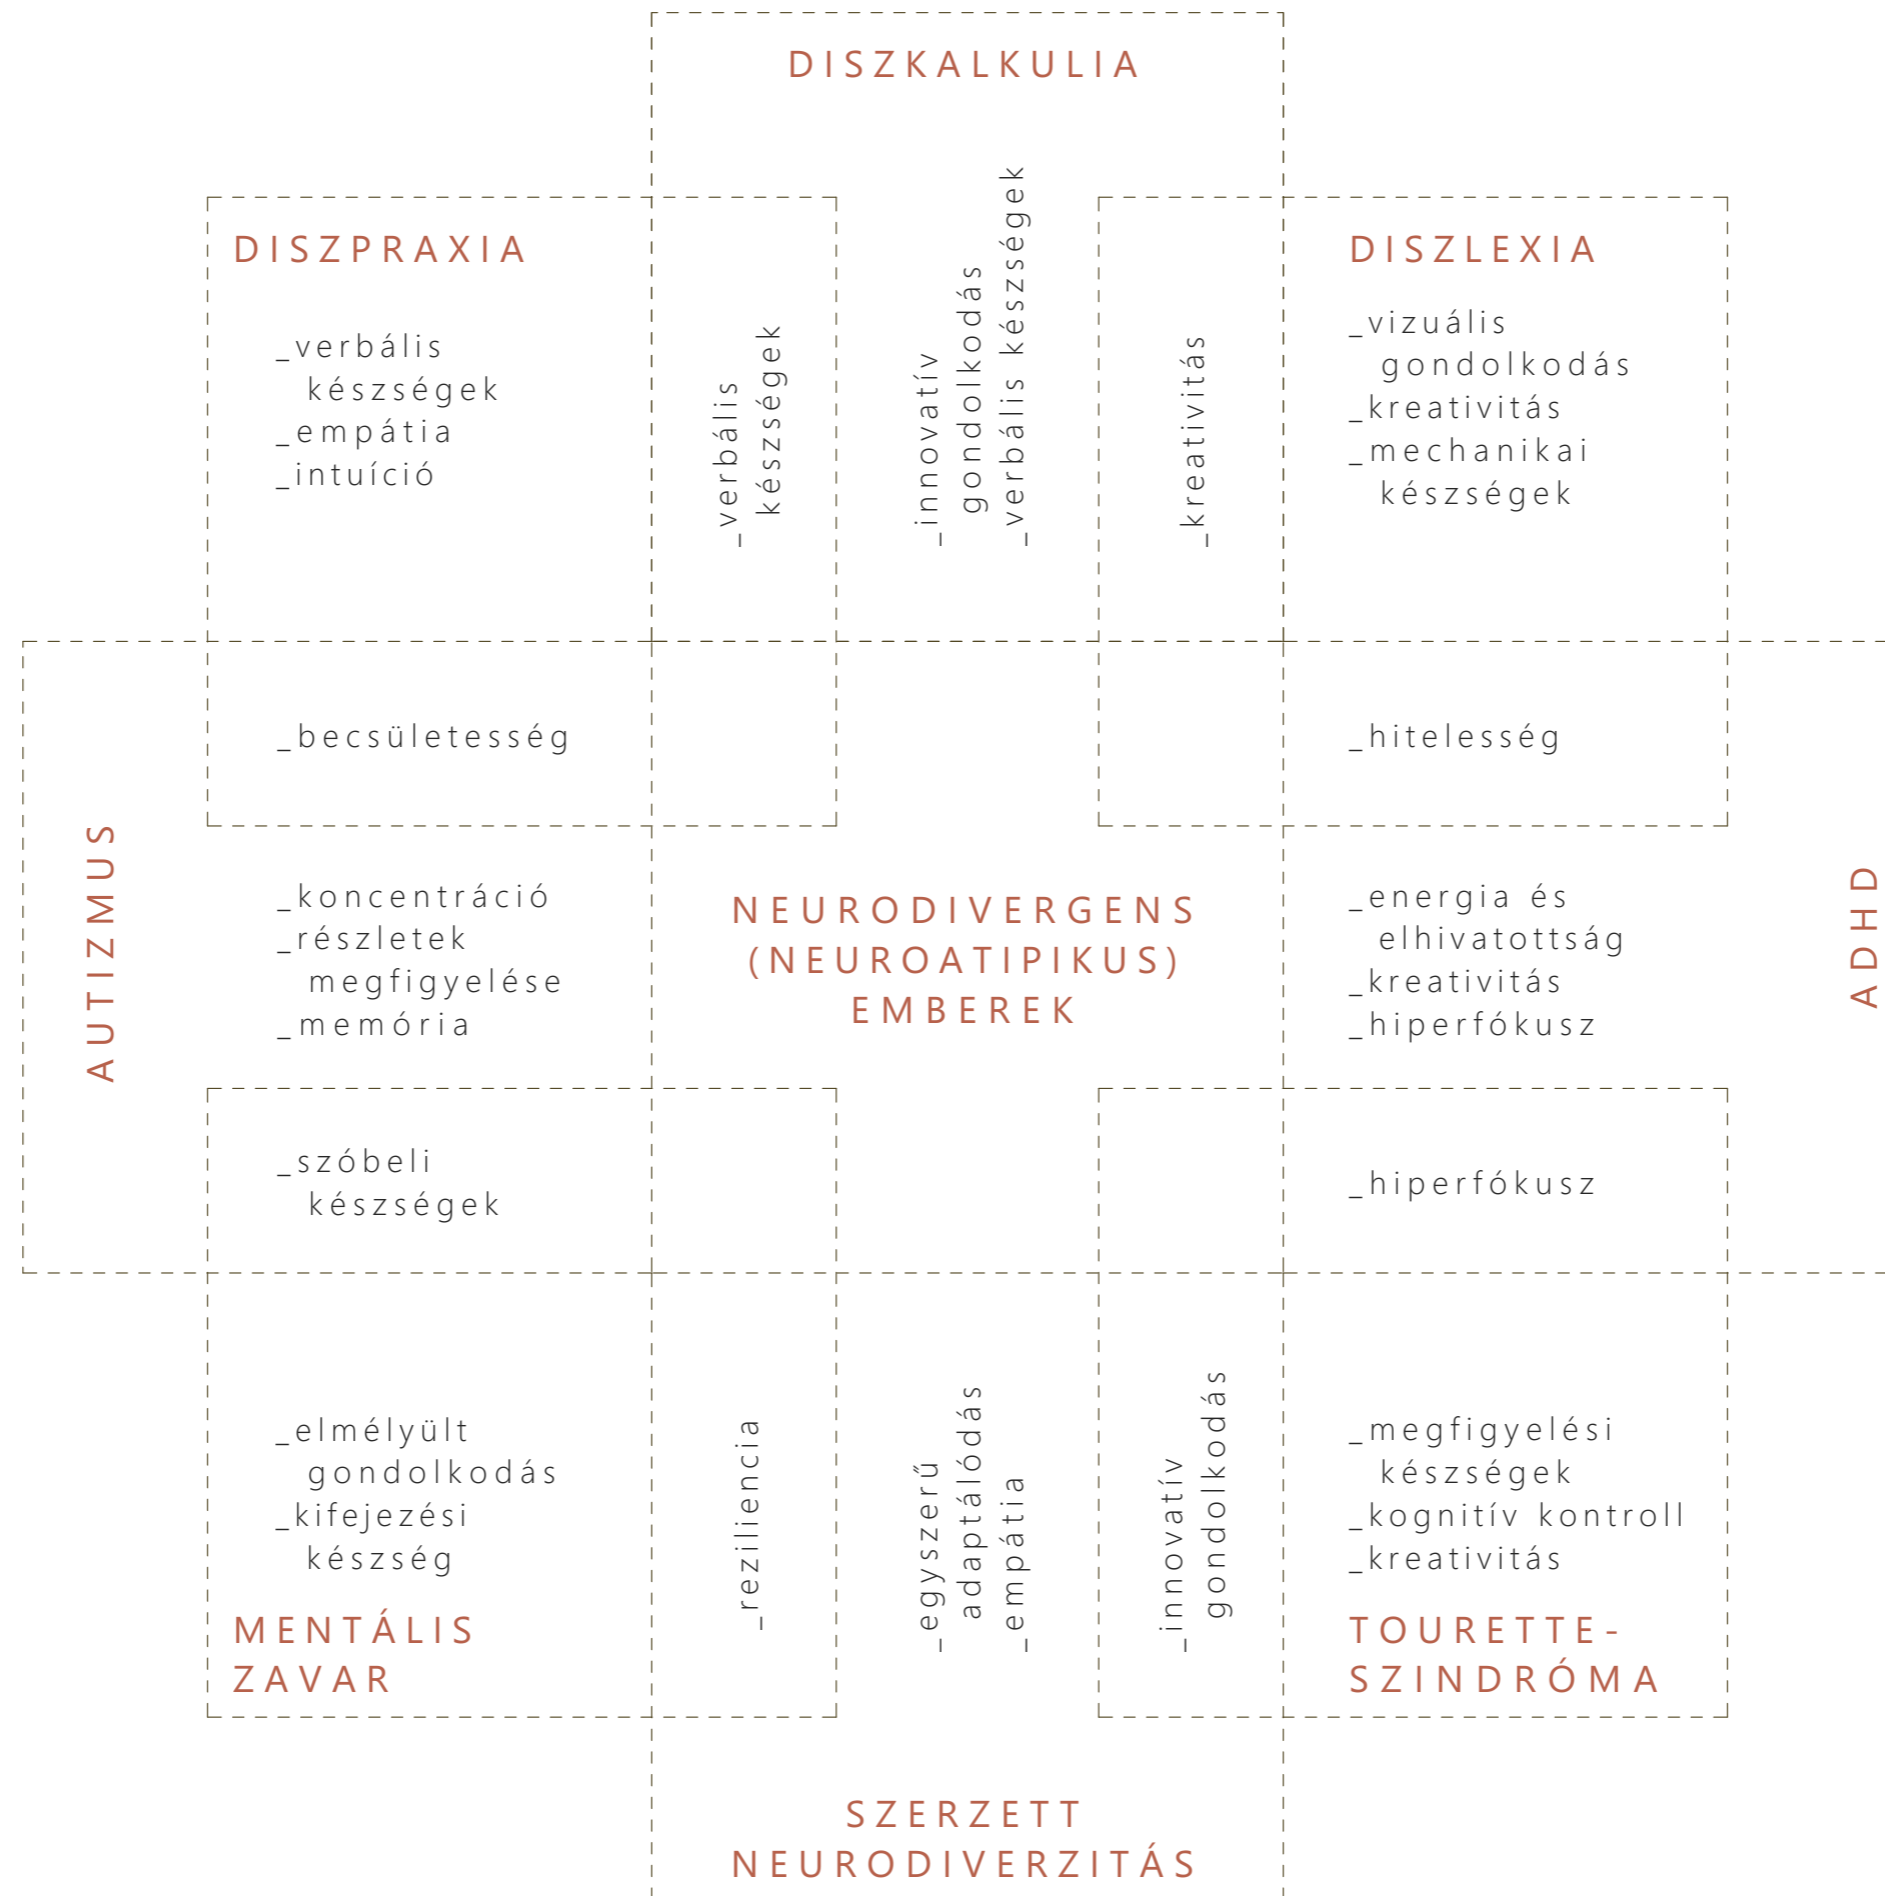 DISZKALKULIA
DISZPRAXIA
_verbális
készségek
_empátia
_intuíció
_verbális
készségek
_innovatív
gondolkodás
_verbális készségek
_kreativitás
DISZLEXIA
_vizuális
gondolkodás
_kreativitás
_mechanikai
készségek
_becsületesség
_hitelesség
AUTIZMUS
_koncentráció
_részletek
megfigyelése
_memória
NEURODIVERGENS
(NEUROATIPIKUS)
EMBEREK
_energia és
elhivatottság
_kreativitás
_hiperfókusz
ADHD
_szóbeli
készségek
_hiperfókusz
_elmélyült
gondolkodás
_kifejezési
készség
MENTÁLIS
ZAVAR
_reziliencia
_egyszerű
adaptálódás
_empátia
_innovatív
gondolkodás
_megfigyelési
készségek
_kognitív kontroll
_kreativitás
TOURETTE-
SZINDRÓMA
SZERZETT
NEURODIVERZITÁS